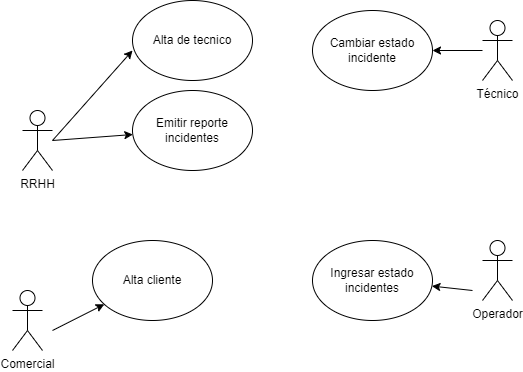 Alta de tecnico
Cambiar estado
incidente
Técnico
Emitir reporte
incidentes
RRHH
Alta cliente
Ingresar estado
incidentes
Operador
Comercial